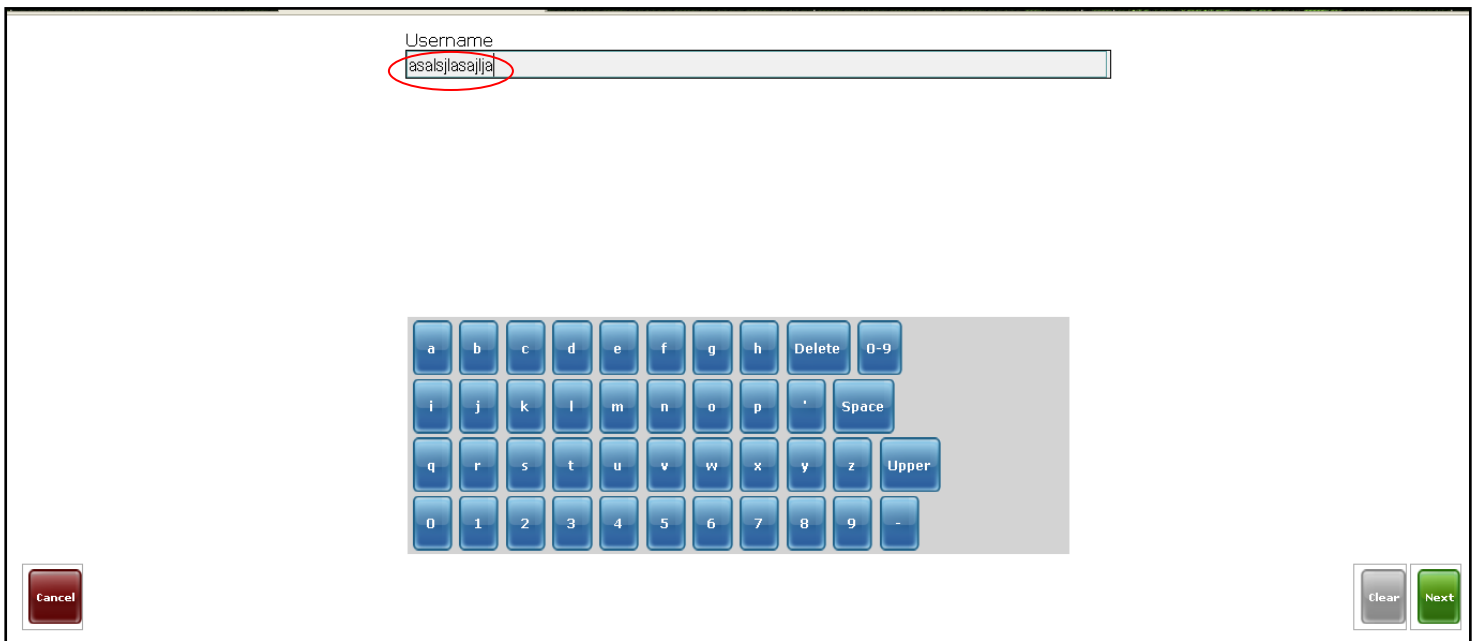 Username
asalsjlasajlja
a b c d e f g h Delete 0-9
i j k l m n o p ' Space
q r s t u v w x y z Upper
0 1 2 3 4 5 6 7 8 9 -
Cancel Clear Next